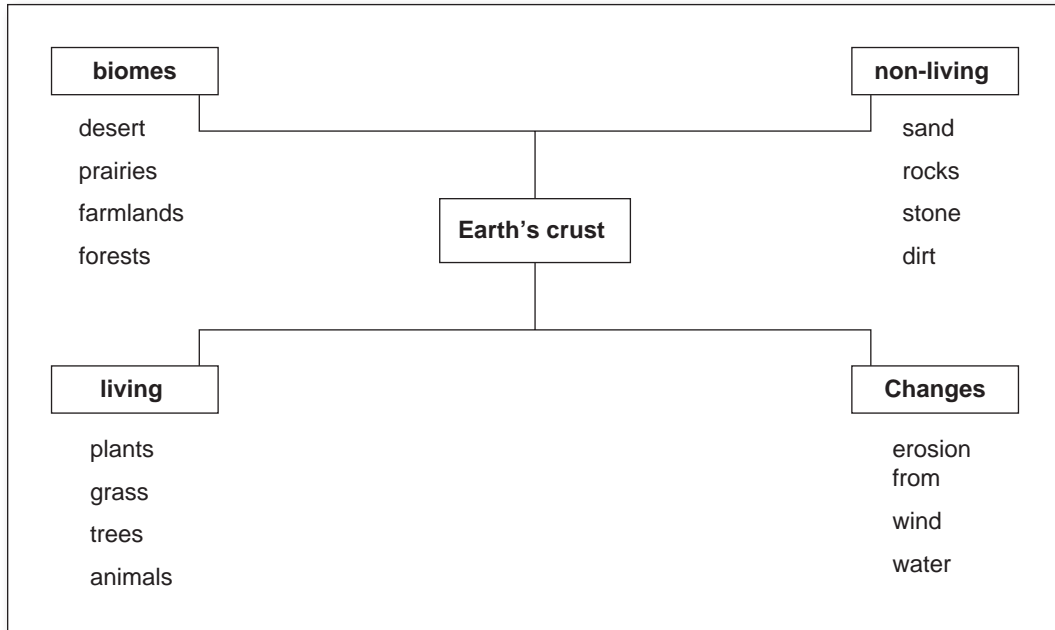 biomes
desert
prairies
farmlands
forests
non-living
sand
rocks
stone
dirt
Earth’s crust
living
plants
grass
trees
animals
Changes
erosion
from
wind
water